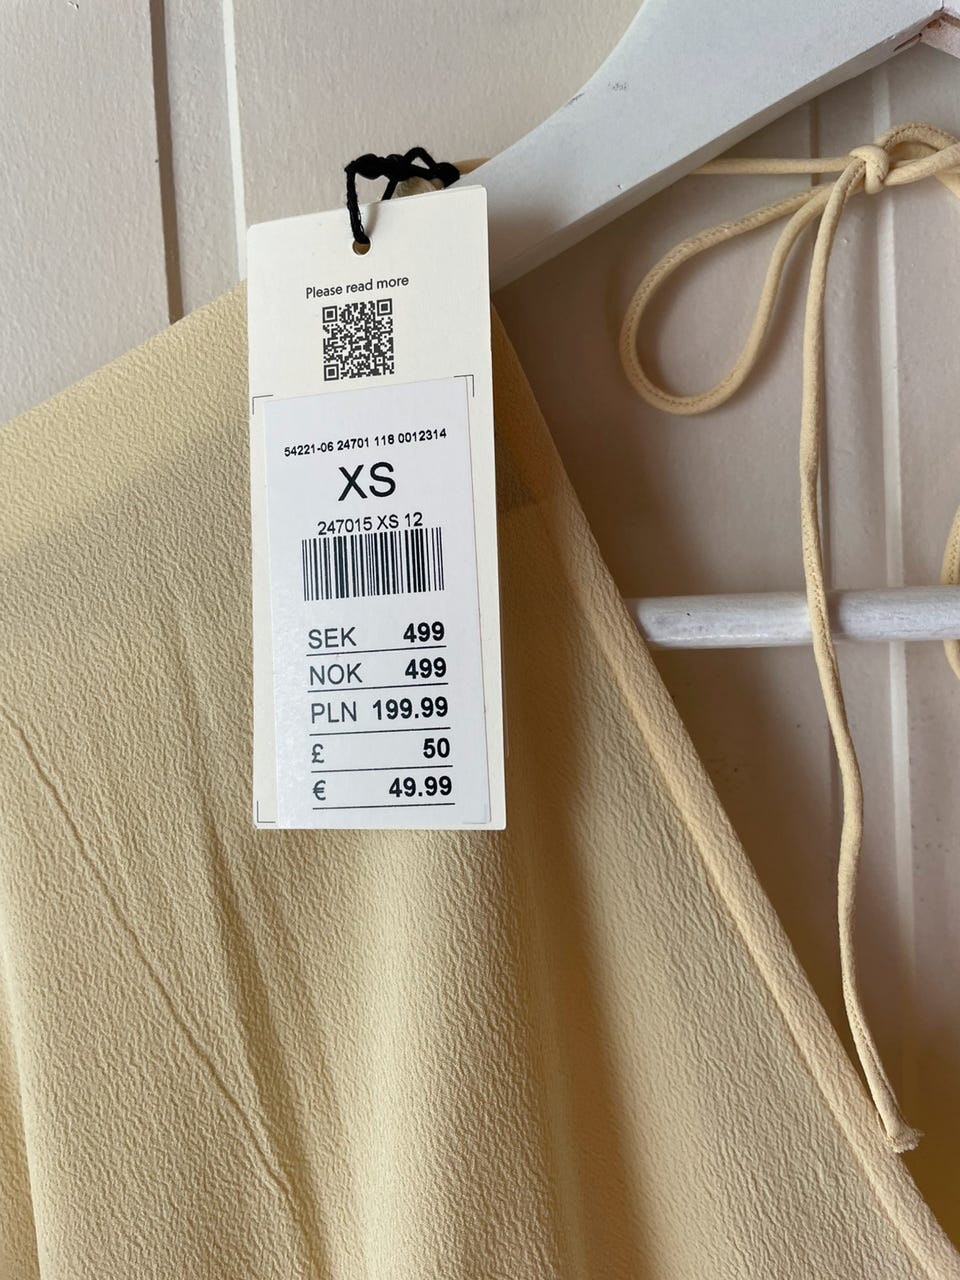 Please read more
54221-06 24701 118 0012314
XS
247015 XS 12
SEK 499
NOK 499
PLN 199.99
£ 50
€ 49.99